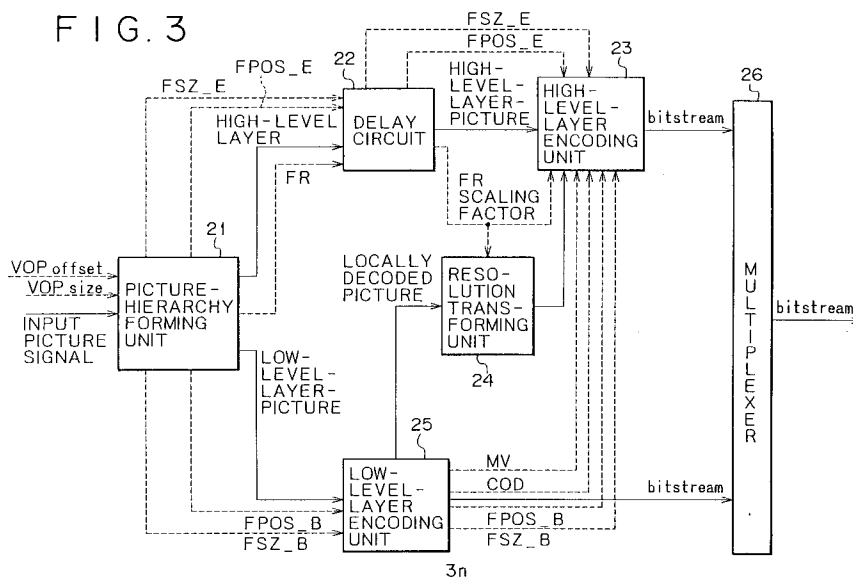 FIG. 3
FSZ_E
FPOS_E
22
FPOS_E
FSZ_E
HIGH-LEVEL
LAYER
FR
DELAY
CIRCUIT
HIGH-
LEVEL-
LAYER-
PICTURE
23
HIGH-
LEVEL-
LAYER
ENCODING
UNIT
bitstream
26
MULTIPLEXER
bitstream
FR
SCALING
FACTOR
21
VOP offset
VOP size
INPUT
PICTURE
SIGNAL
PICTURE-
HIERARCHY
FORMING
UNIT
LOCALLY
DECODED
PICTURE
RESO-
LUTION
TRANS-
FORMING
UNIT
24
LOW-
LEVEL-
LAYER-
PICTURE
25
LOW-
LEVEL-
LAYER
ENCODING
UNIT
MV
COD
bitstream
FPOS_B
FSZ_B
FPOS_B
FSZ_B
3n